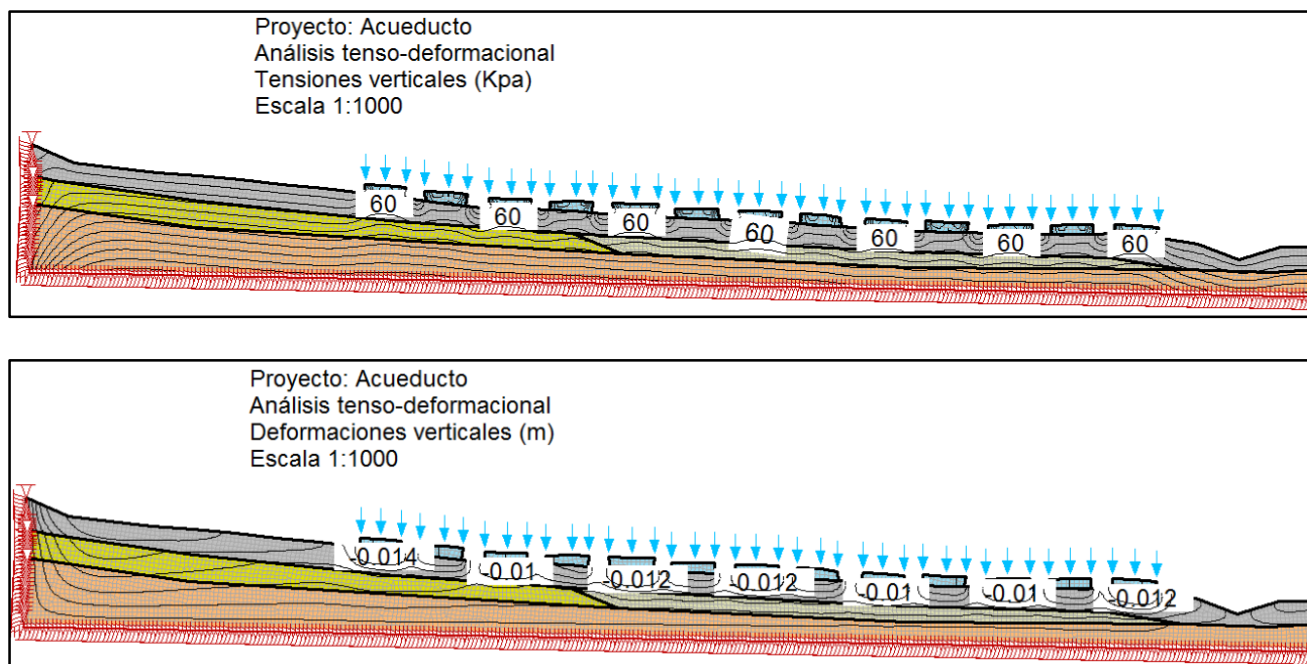 Proyecto: Acueducto
Análisis tenso-deformacional
Tensiones verticales (Kpa)
Escala 1:1000
60
60
60
60
60
60
60
Proyecto: Acueducto
Análisis tenso-deformacional
Deformaciones verticales (m)
Escala 1:1000
-0.014
-0.01
-0.012
-0.012
-0.01
-0.01
-0.012